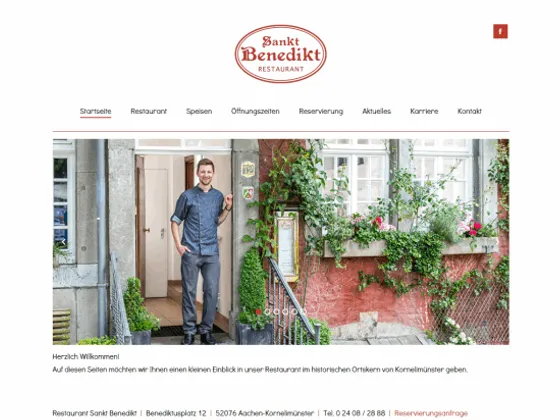 Sankt
Benedikt
RESTAURANT
f
Startseite Restaurant Speisen Öffnungszeiten Reservierung Aktuelles Karriere Kontakt
Herzlich Willkommen!
Auf diesen Seiten möchten wir Ihnen einen kleinen Einblick in unser Restaurant im historischen Ortskern von Kornelimünster geben.
Restaurant Sankt Benedikt | Benediktusplatz 12 | 52076 Aachen-Kornelimünster | Tel. 0 24 08 / 28 88 | Reservierungsanfrage